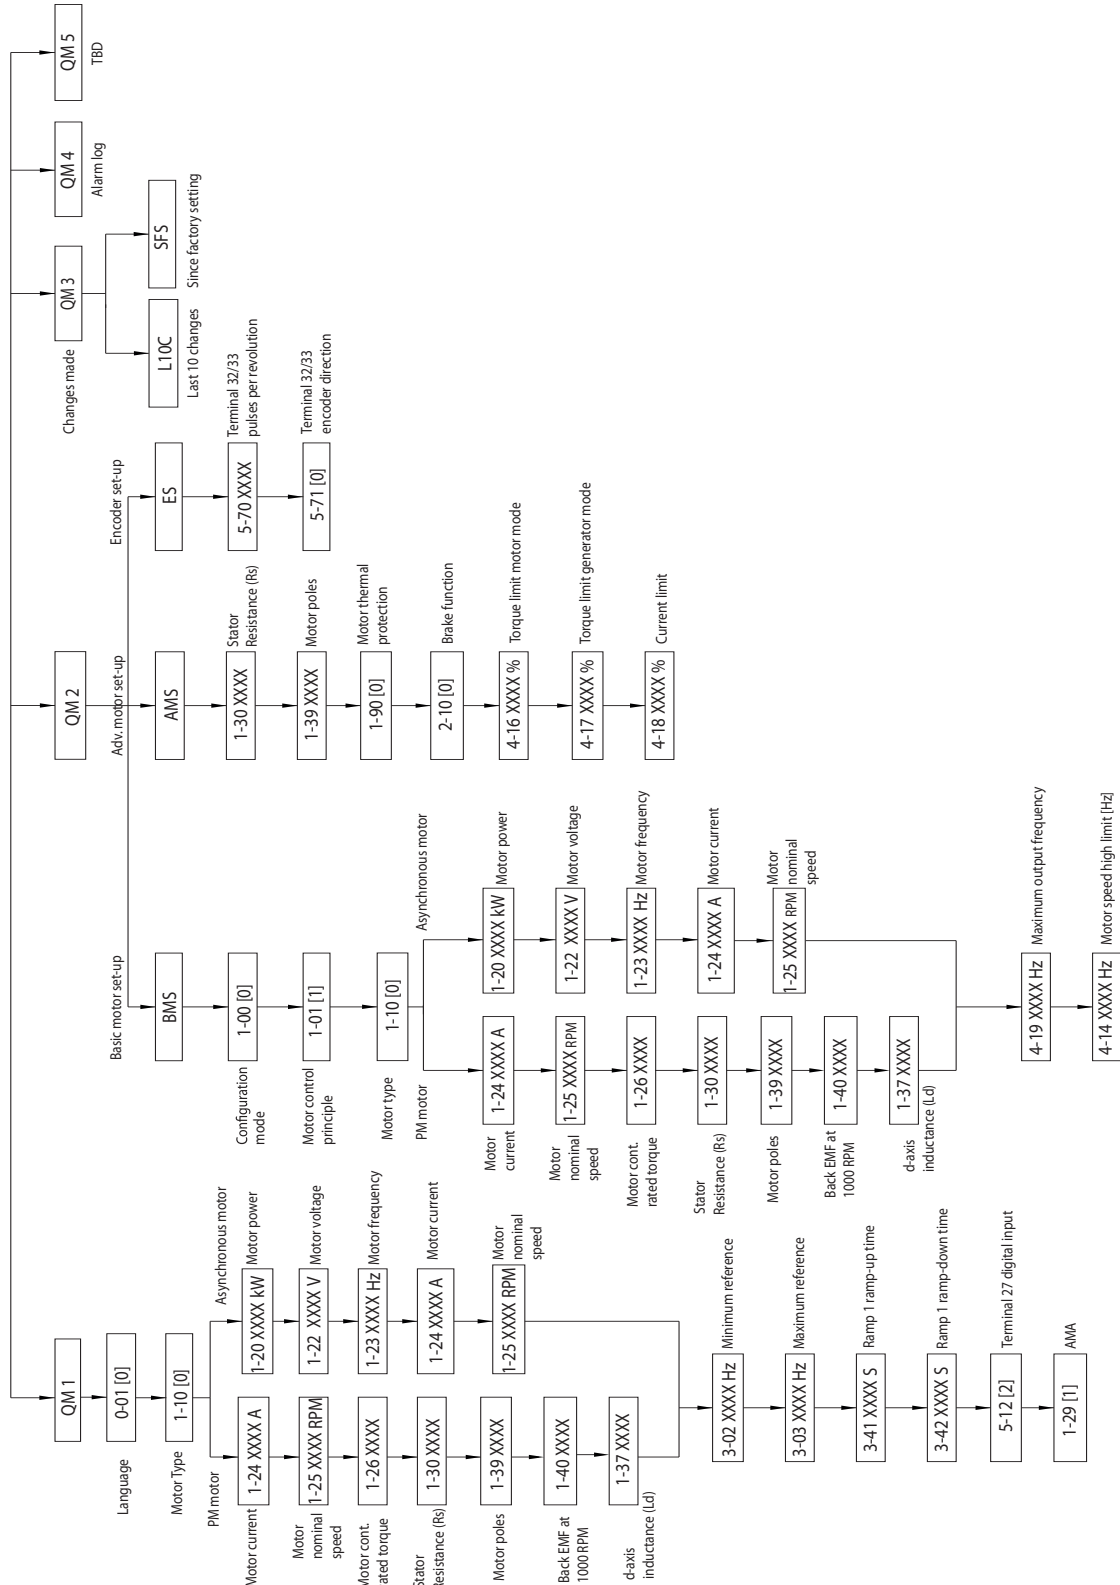 QM 1
0-01 [0]
Language
1-10 [0]
Motor Type
PM motor
1-24 XXXX A
Motor current
1-25 XXXX RPM
Motor
nominal
speed
1-26 XXXX
Motor cont.
rated torque
1-30 XXXX
Stator
Resistance (Rs)
1-39 XXXX
Motor poles
1-40 XXXX
Back EMF at
1000 RPM
1-37 XXXX
d-axis
inductance (Ld)
Asynchronous motor
1-20 XXXX kW
Motor power
1-22 XXXX V
Motor voltage
1-23 XXXX Hz
Motor frequency
1-24 XXXX A
Motor current
1-25 XXXX RPM
Motor
nominal
speed
3-02 XXXX Hz
Minimum reference
3-03 XXXX Hz
Maximum reference
3-41 XXXX S
Ramp 1 ramp-up time
3-42 XXXX S
Ramp 1 ramp-down time
5-12 [2]
Terminal 27 digital input
1-29 [1]
AMA
QM 2
Basic motor set-up
BMS
1-00 [0]
Configuration
mode
1-01 [1]
Motor control
principle
1-10 [0]
Motor type
PM motor
1-24 XXXX A
Motor
current
1-25 XXXX RPM
Motor
nominal
speed
1-26 XXXX
Motor cont.
rated torque
1-30 XXXX
Stator
Resistance (Rs)
1-39 XXXX
Motor poles
1-40 XXXX
Back EMF at
1000 RPM
1-37 XXXX
d-axis
inductance (Ld)
Asynchronous motor
1-20 XXXX kW
Motor power
1-22 XXXX V
Motor voltage
1-23 XXXX Hz
Motor frequency
1-24 XXXX A
Motor current
1-25 XXXX RPM
Motor
nominal
speed
4-19 XXXX Hz
Maximum output frequency
4-14 XXXX Hz
Motor speed high limit [Hz]
Adv. motor set-up
AMS
1-30 XXXX
Stator
Resistance (Rs)
1-39 XXXX
Motor poles
1-90 [0]
Motor thermal
protection
2-10 [0]
Brake function
4-16 XXXX %
Torque limit motor mode
4-17 XXXX %
Torque limit generator mode
4-18 XXXX %
Current limit
Encoder set-up
ES
5-70 XXXX
Terminal 32/33
pulses per revolution
5-71 [0]
Terminal 32/33
encoder direction
QM 3
Changes made
L10C
Last 10 changes
SFS
Since factory setting
QM 4
Alarm log
QM 5
TBD